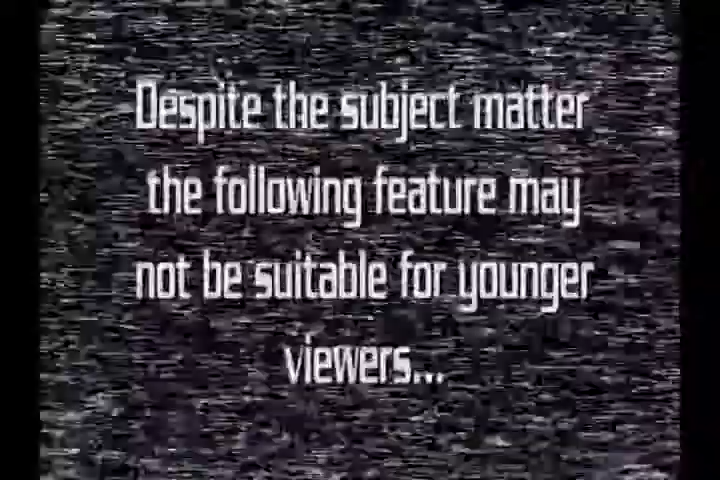 Despite the subject matter
the following feature may
not be suitable for younger
viewers...